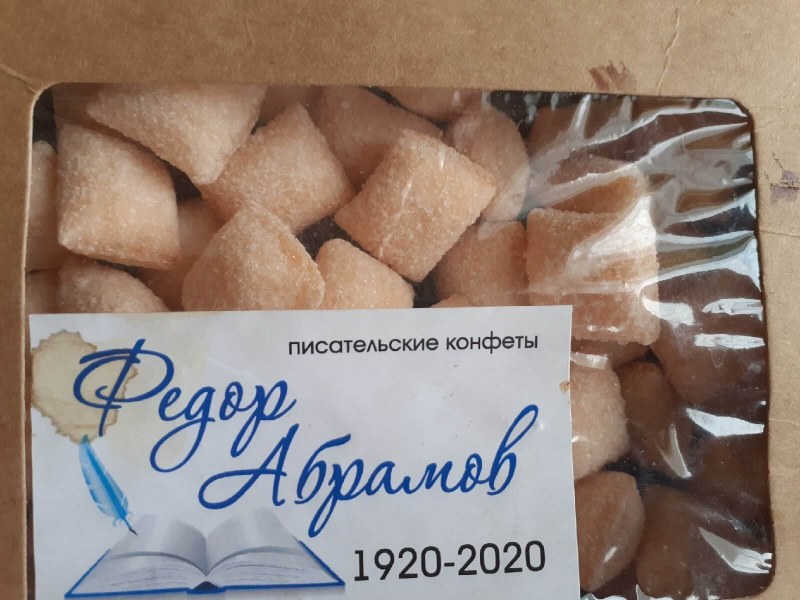 писательские конфеты
Федор
Абрамов
1920-2020